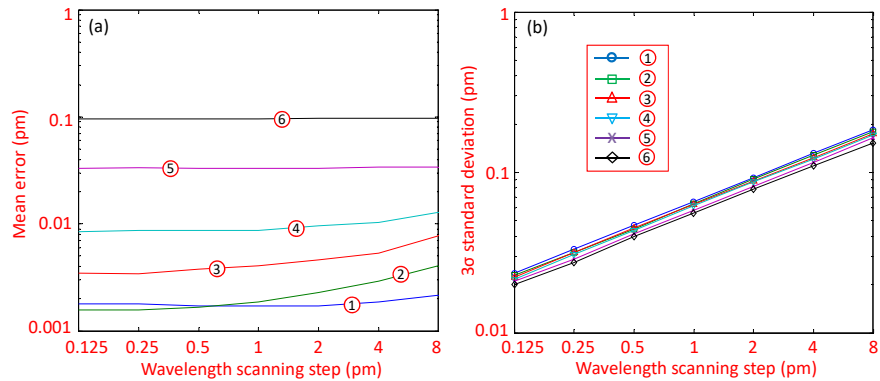 (a)
Mean error (pm)
1
0.1
0.01
0.001
6
5
4
3
2
1
0.125 0.25 0.5 1 2 4 8
Wavelength scanning step (pm)
(b)
3σ standard deviation (pm)
1
0.1
0.01
1
2
3
4
5
6
0.125 0.25 0.5 1 2 4 8
Wavelength scanning step (pm)